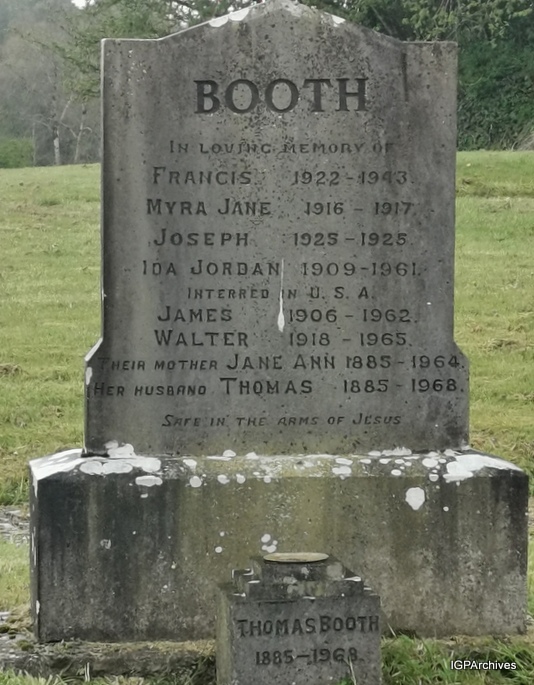 BOOTH
IN LOVING MEMORY OF
FRANCIS 1922-1943.
MYRA JANE 1916 - 1917.
JOSEPH 1925-1925.
IDA JORDAN 1909-1961.
INTERRED IN U.S.A.
JAMES 1906-1962.
WALTER 1918 - 1965.
THEIR MOTHER JANE ANN 1885-1964.
HER HUSBAND THOMAS 1885-1968.
SAFE IN THE ARMS OF JESUS
THOMAS BOOTH
1885-1968.
IGPArchives